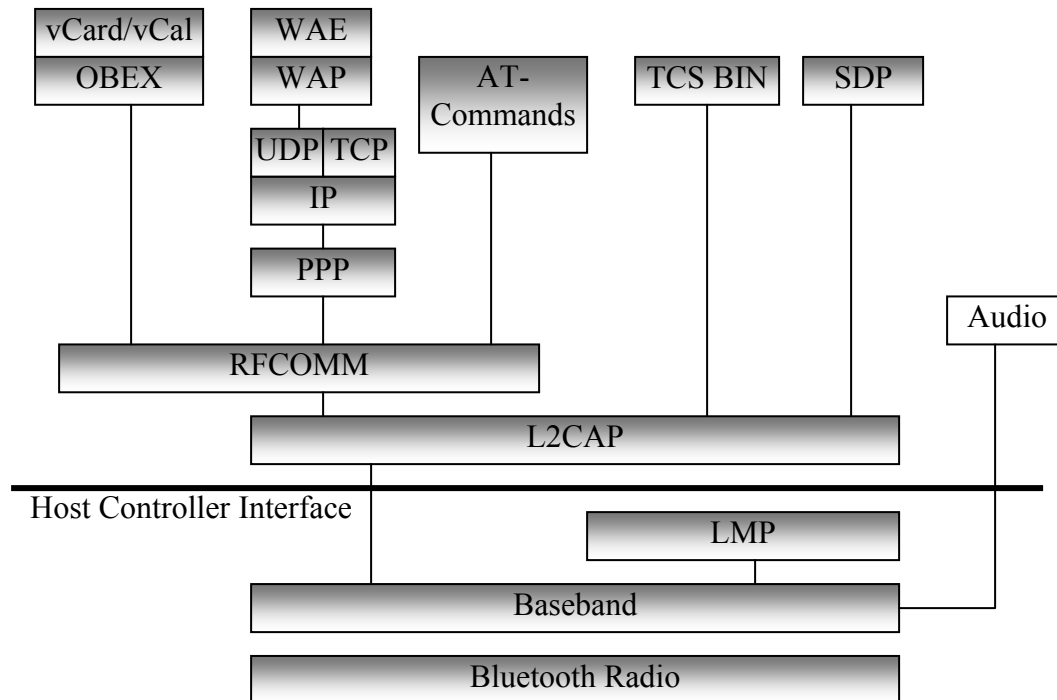 vCard/vCal
OBEX
WAE
WAP
AT-
Commands
TCS BIN
SDP
UDP
TCP
IP
PPP
Audio
RFCOMM
L2CAP
Host Controller Interface
LMP
Baseband
Bluetooth Radio